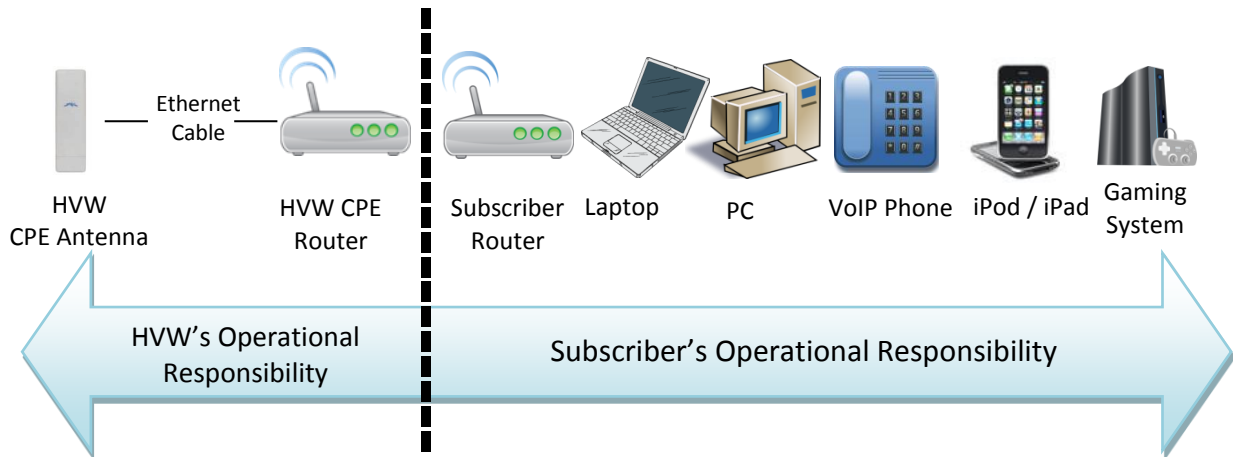 Ethernet
Cable
HVW
CPE Antenna
HVW CPE
Router
Subscriber
Router
Laptop
PC
VoIP Phone
iPod / iPad
Gaming
System
HVW’s Operational
Responsibility
Subscriber’s Operational Responsibility